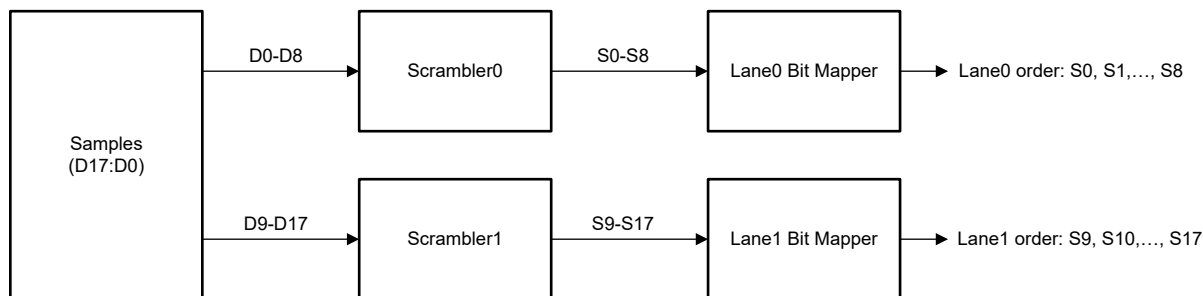 Samples
(D17:D0)
D0-D8
Scrambler0
S0-S8
Lane0 Bit Mapper
Lane0 order: S0, S1,…, S8
D9-D17
Scrambler1
S9-S17
Lane1 Bit Mapper
Lane1 order: S9, S10,…, S17